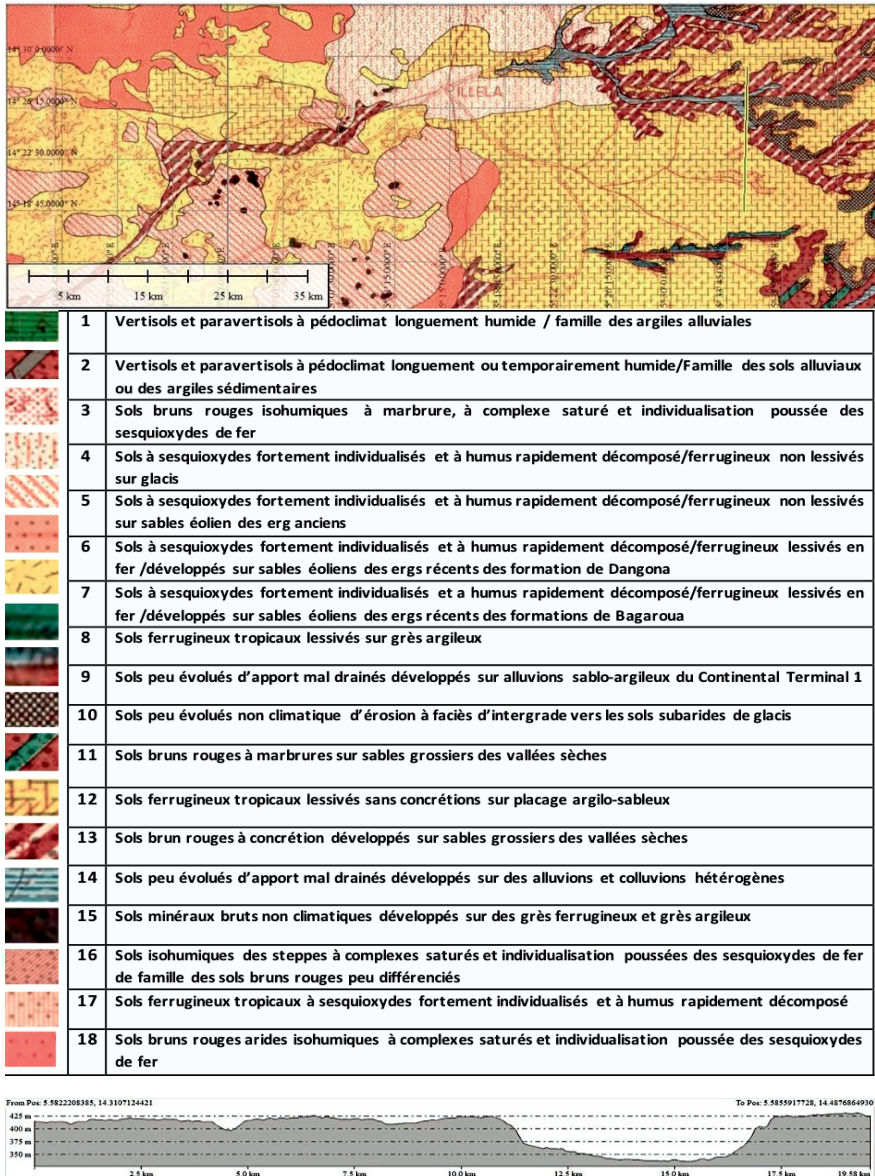 14° 30' 0.0000" N
14° 26' 15.0000" N
ILLELA
14° 22' 30.0000" N
14° 18' 45.0000" N
5 km 15 km 25 km 35 km
1 Vertisols et paravertisols à pédoclimat longuement humide / famille des argiles alluviales
2 Vertisols et paravertisols à pédoclimat longuement ou temporairement humide/Famille des sols alluviaux
ou des argiles sédimentaires
3 Sols bruns rouges isohumiques à marbrure, à complexe saturé et individualisation poussée des
sesquioxydes de fer
4 Sols à sesquioxydes fortement individualisés et à humus rapidement décomposé/ferrugineux non lessivés
sur glacis
5 Sols à sesquioxydes fortement individualisés et à humus rapidement décomposé/ferrugineux non lessivés
sur sables éolien des erg anciens
6 Sols à sesquioxydes fortement individualisés et à humus rapidement décomposé/ferrugineux lessivés en
fer /développés sur sables éoliens des ergs récents des formation de Dangona
7 Sols à sesquioxydes fortement individualisés et a humus rapidement décomposé/ferrugineux lessivés en
fer /développés sur sables éoliens des ergs récents des formations de Bagaroua
8 Sols ferrugineux tropicaux lessivés sur grès argileux
9 Sols peu évolués d'apport mal drainés développés sur alluvions sablo-argileux du Continental Terminal 1
10 Sols peu évolués non climatique d'érosion à faciès d'intergrade vers les sols subarides de glacis
11 Sols bruns rouges à marbrures sur sables grossiers des vallées sèches
12 Sols ferrugineux tropicaux lessivés sans concrétions sur placage argilo-sableux
13 Sols brun rouges à concrétion développés sur sables grossiers des vallées sèches
14 Sols peu évolués d'apport mal drainés développés sur des alluvions et colluvions hétérogènes
15 Sols minéraux bruts non climatiques développés sur des grès ferrugineux et grès argileux
16 Sols isohumiques des steppes à complexes saturés et individualisation poussées des sesquioxydes de fer
de famille des sols bruns rouges peu différenciés
17 Sols ferrugineux tropicaux à sesquioxydes fortement individualisés et à humus rapidement décomposé
18 Sols bruns rouges arides isohumiques à complexes saturés et individualisation poussée des sesquioxydes
de fer
From Pos: 5.5822208385, 14.3107124421 To Pos: 5.5855917728, 14.4876864930
425 m
400 m
375 m
350 m
2.5 km 5.0 km 7.5 km 10.0 km 12.5 km 15.0 km 17.5 km 19.58 km